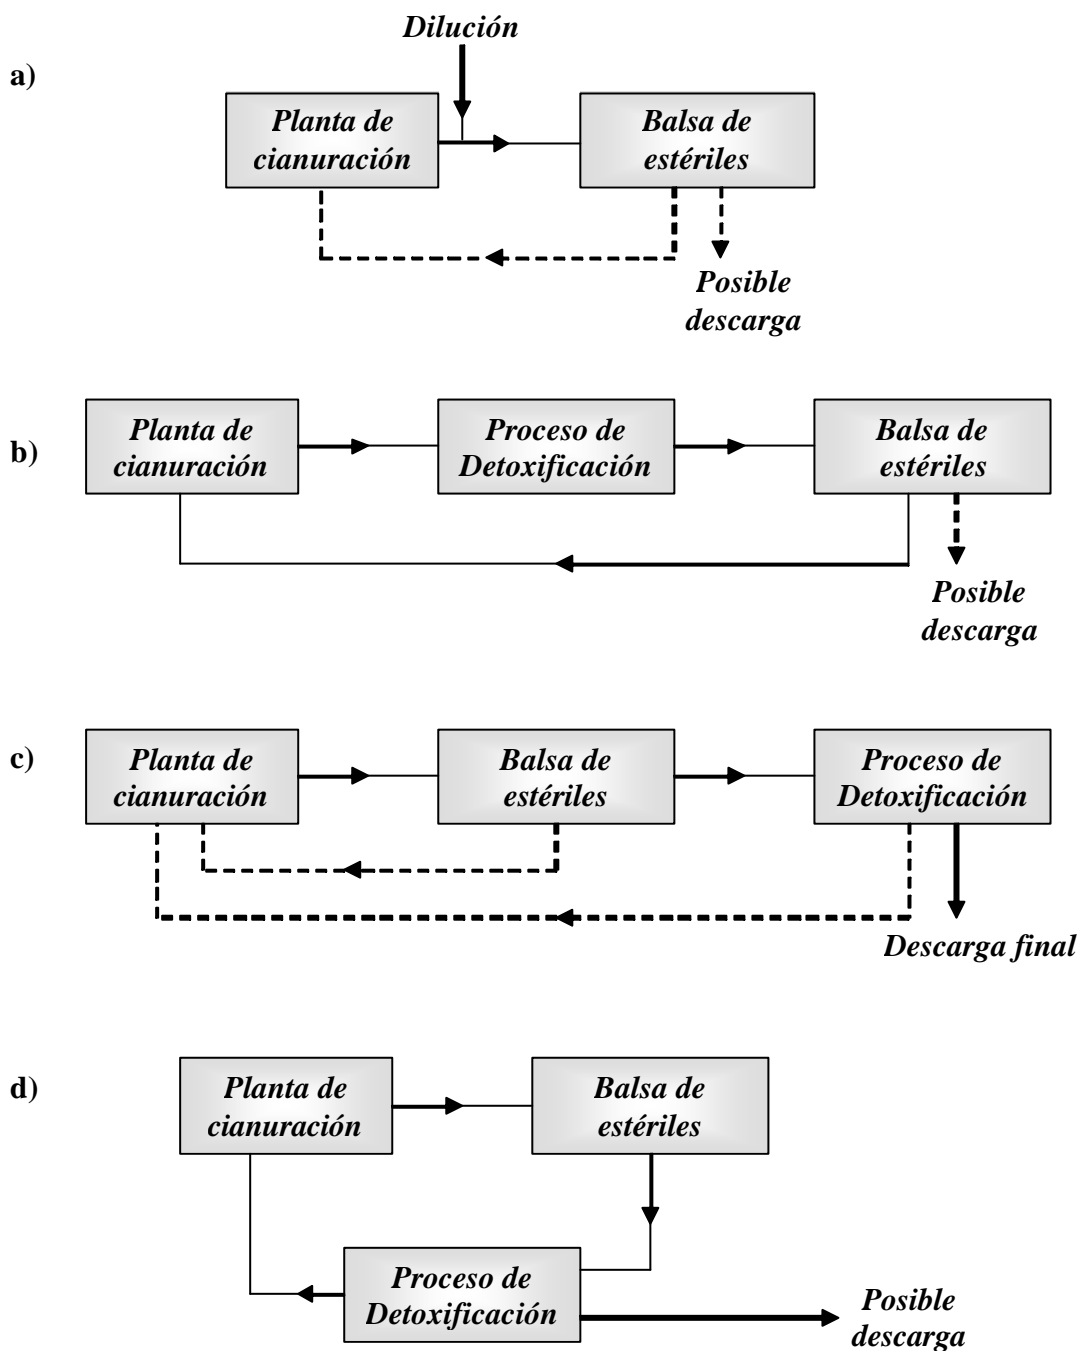 Dilución
a)
Planta de
cianuración
Balsa de
estériles
Posible
descarga
b)
Planta de
cianuración
Proceso de
Detoxificación
Balsa de
estériles
Posible
descarga
c)
Planta de
cianuración
Balsa de
estériles
Proceso de
Detoxificación
Descarga final
d)
Planta de
cianuración
Balsa de
estériles
Proceso de
Detoxificación
Posible
descarga